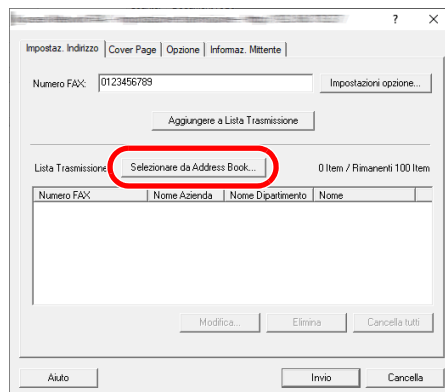 ? X
Impostaz. Indirizzo Cover Page Opzione Informaz. Mittente
Numero FAX: 0123456789 Impostazioni opzione...
Aggiungere a Lista Trasmissione
Lista Trasmissione Selezionare da Address Book... 0 Item / Rimanenti 100 Item
Numero FAX Nome Azienda Nome Dipartimento Nome
Modifica... Elimina Cancella tutti
Aiuto Invio Cancella